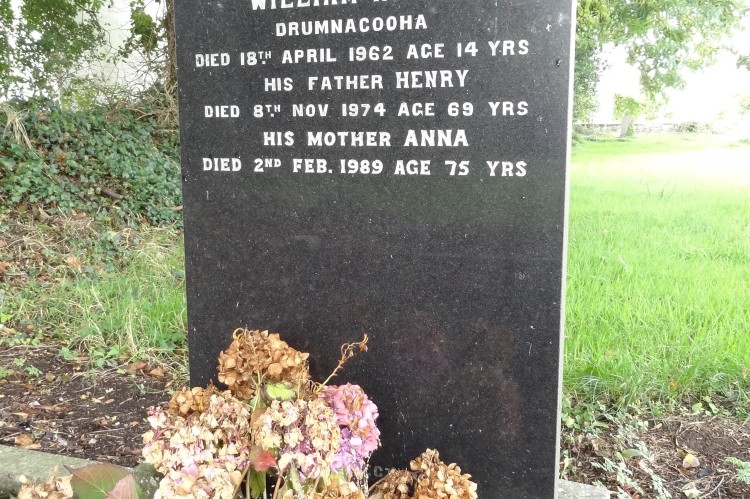 WILLIAM
DRUMNACOOHA
DIED 18TH APRIL 1962 AGE 14 YRS
HIS FATHER HENRY
DIED 8TH NOV 1974 AGE 69 YRS
HIS MOTHER ANNA
DIED 2ND FEB. 1989 AGE 75 YRS